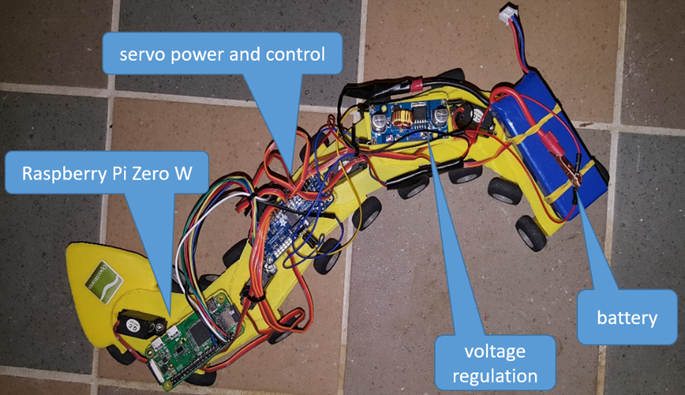 servo power and control
Raspberry Pi Zero W
battery
voltage
regulation